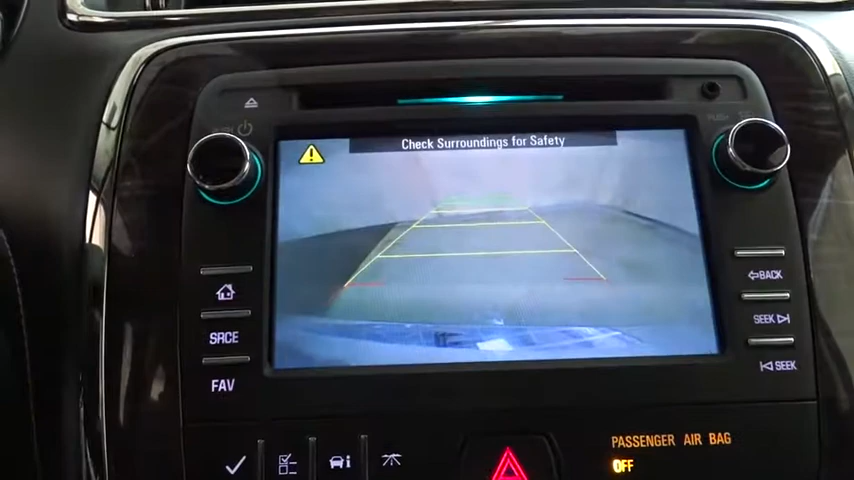 Check Surroundings for Safety
BACK
SEEK
SEEK
SRCE
FAV
PASSENGER AIR BAG
OFF